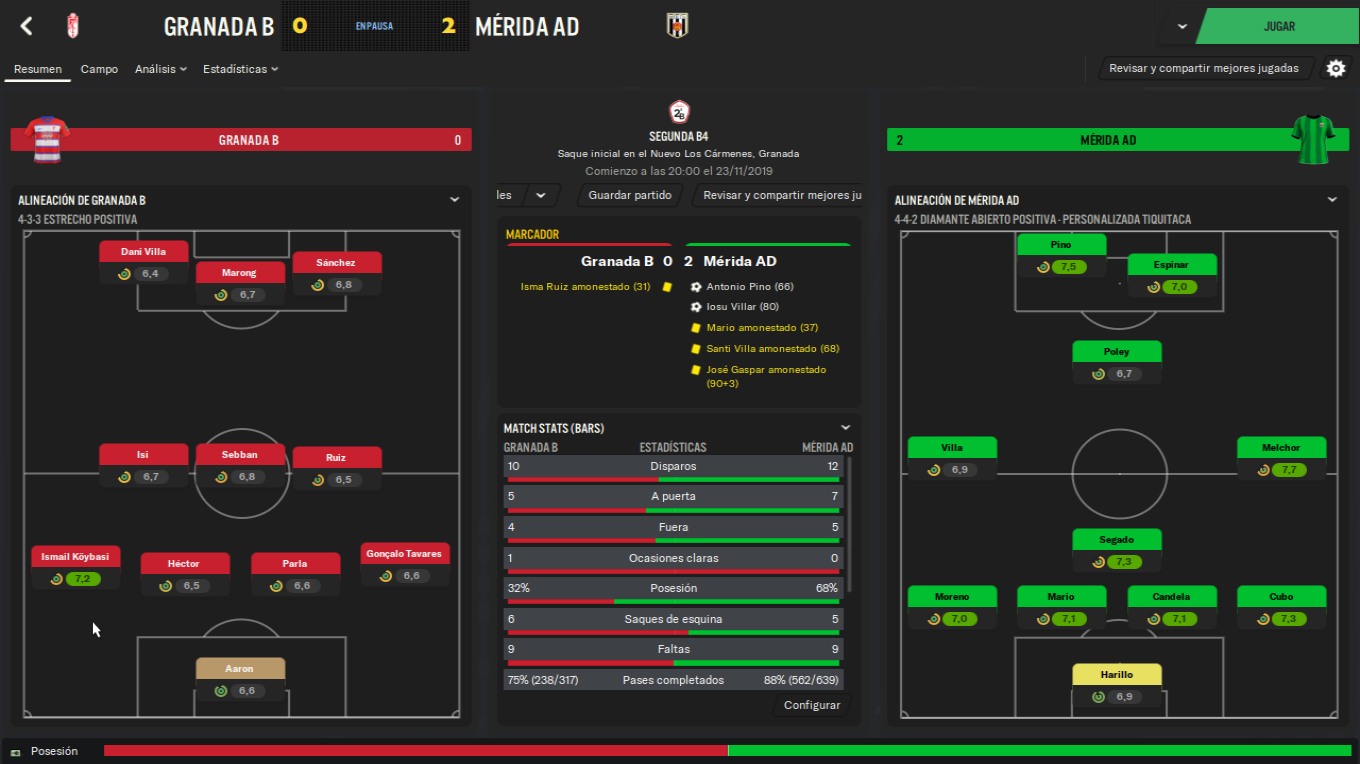 GRANADA B 0 EN PAUSA 2 MÉRIDA AD
JUGAR
Resumen Campo Análisis Estadísticas
Revisar y compartir mejores jugadas
GRANADA B 0
ALINEACIÓN DE GRANADA B
4-3-3 ESTRECHO POSITIVA
Dani Villa
6,4
Marong
6,7
Sánchez
6,8
Isi
6,7
Sebban
6,8
Ruiz
6,5
Ismail Köybasi
7,2
Héctor
6,5
Parla
6,6
Gonçalo Tavares
6,6
Aaron
6,6
2B
SEGUNDA B4
Saque inicial en el Nuevo Los Cármenes, Granada
Comienzo a las 20:00 el 23/11/2019
les Guardar partido Revisar y compartir mejores ju
MARCADOR
Granada B 0 2 Mérida AD
Isma Ruiz amonestado (31)
Antonio Pino (66)
Iosu Villar (80)
Mario amonestado (37)
Santi Villa amonestado (68)
José Gaspar amonestado
(90+3)
MATCH STATS (BARS)
GRANADA B ESTADÍSTICAS MÉRIDA AD
10 Disparos 12
5 A puerta 7
4 Fuera 5
1 Ocasiones claras 0
32% Posesión 68%
6 Saques de esquina 5
9 Faltas 9
75% (238/317) Pases completados 88% (562/639)
Configurar
2 MÉRIDA AD
ALINEACIÓN DE MÉRIDA AD
4-4-2 DIAMANTE ABIERTO POSITIVA - PERSONALIZADA TIQUITACA
Pino
7,5
Espinar
7,0
Poley
6,7
Villa
6,9
Melchor
7,7
Segado
7,3
Moreno
7,0
Mario
7,1
Candela
7,1
Cubo
7,3
Harillo
6,9
Posesión